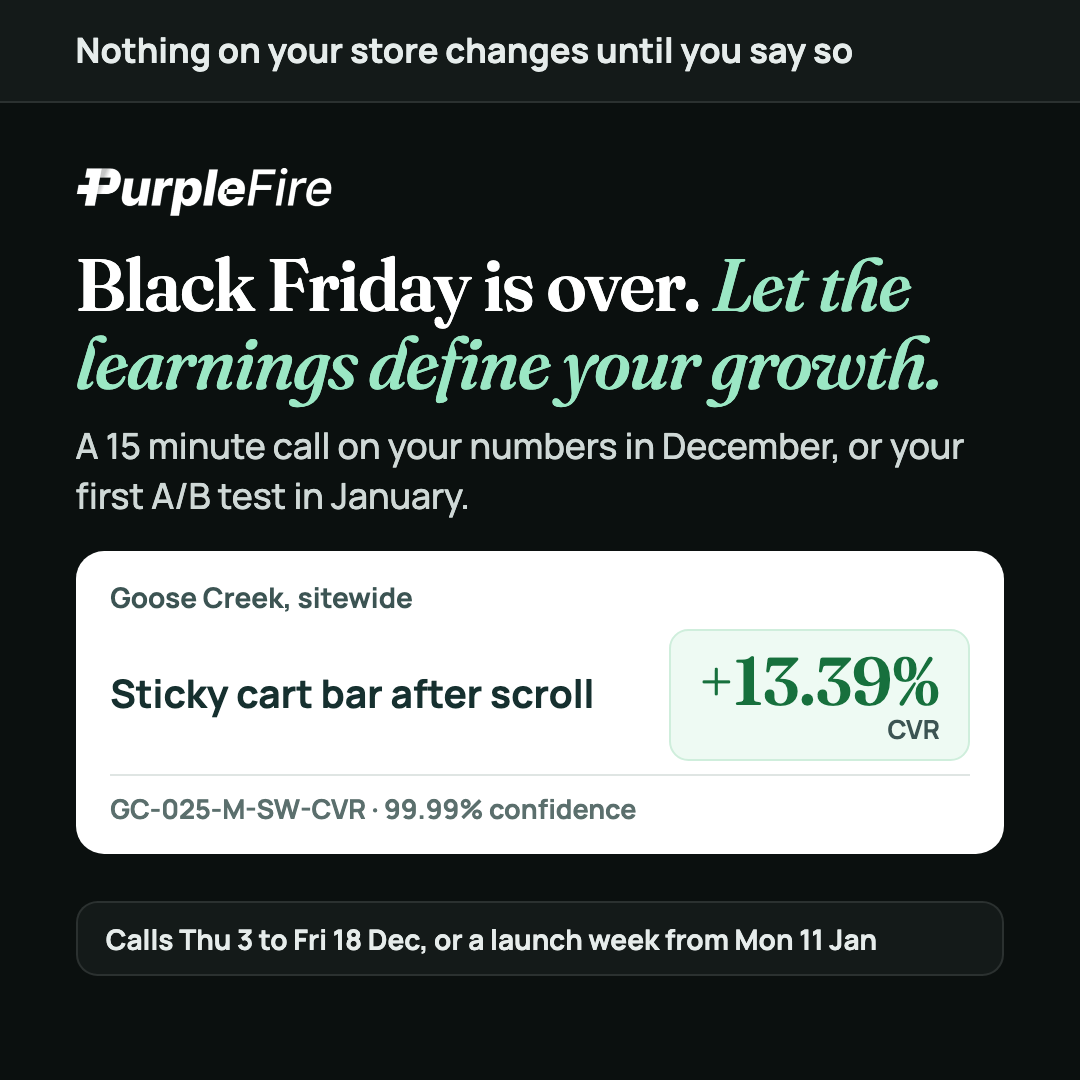 Nothing on your store changes until you say so
PurpleFire
Black Friday is over. Let the
learnings define your growth.
A 15 minute call on your numbers in December, or your
first A/B test in January.
Goose Creek, sitewide
Sticky cart bar after scroll
+13.39%
CVR
GC-025-M-SW-CVR · 99.99% confidence
Calls Thu 3 to Fri 18 Dec, or a launch week from Mon 11 Jan